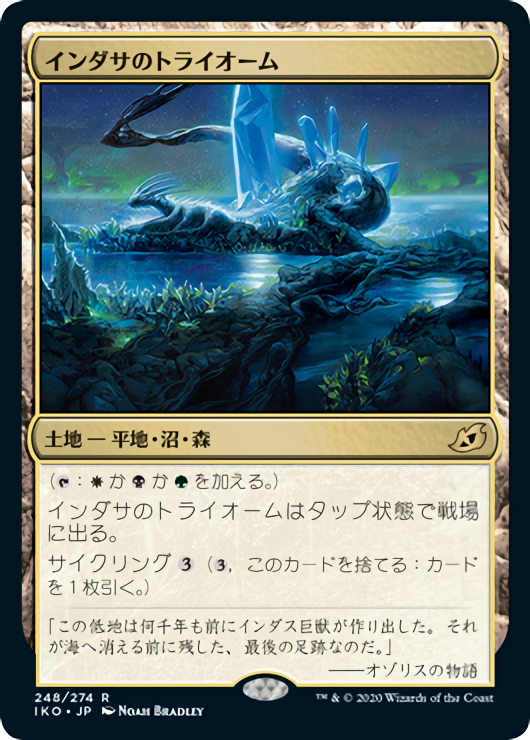 インダサのトライオーム
土地 ― 平地・沼・森
（ : か か を加える。）
インダサのトライオームはタップ状態で戦場
に出る。
サイクリング 3（3, このカードを捨てる：カード
を１枚引く。）
「この低地は何千年も前にインダス巨獣が作り出した。それ
が海へ消える前に残した、最後の足跡なのだ。」
――オゾリスの物語
248/274 R
IKO・JP NOAH BRADLEY
™ & © 2020 Wizards of the Coast